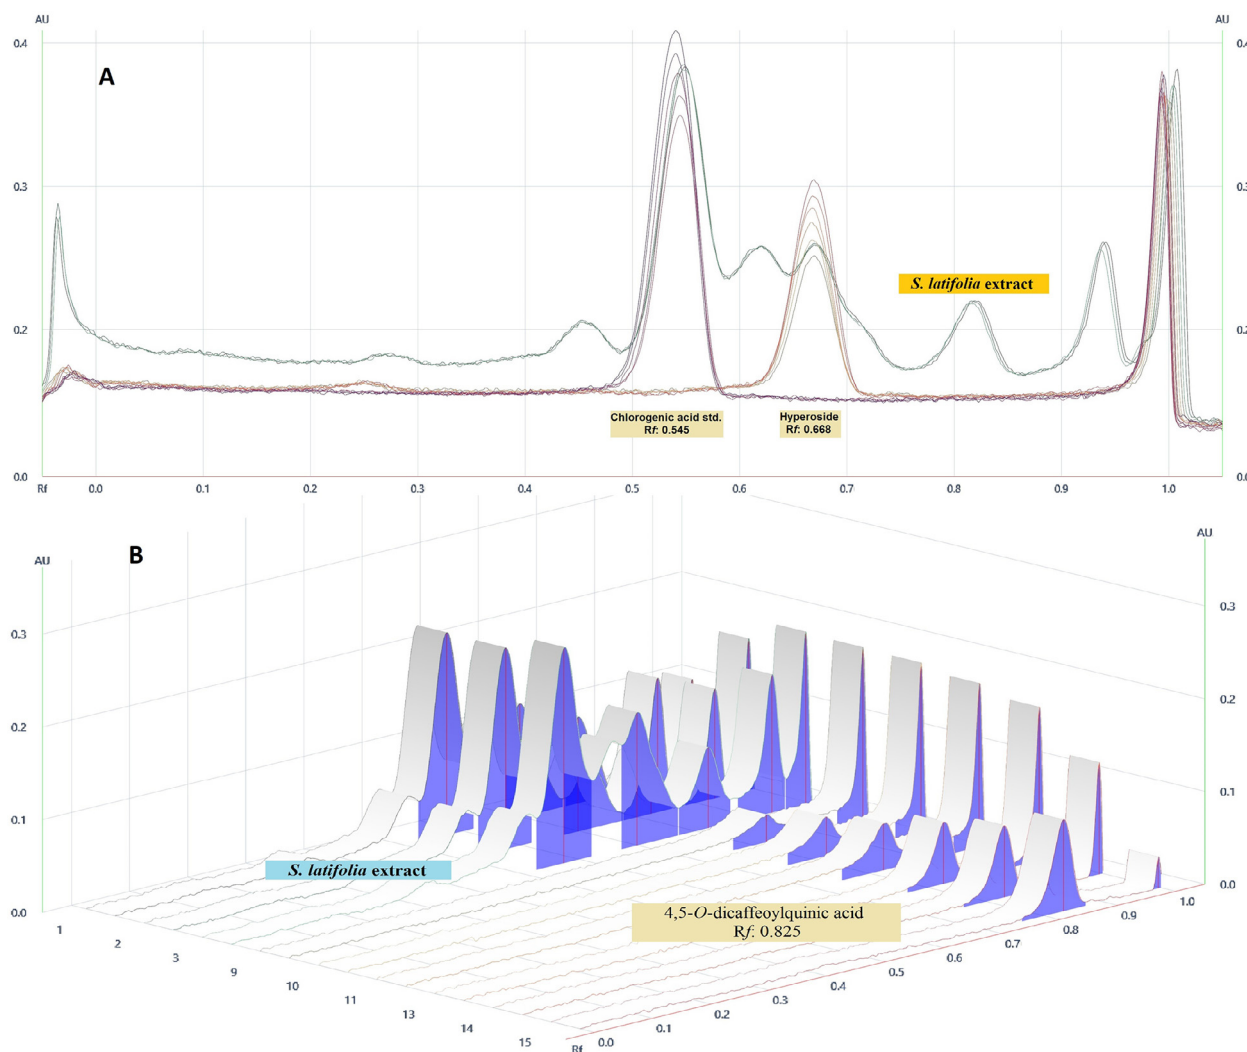 AU AU
0.4 0.4
A
0.3 0.3
S. latifolia extract
0.2 0.2
Chlorogenic acid std. Hyperoside
Rf: 0.545 Rf: 0.668
0.0 0.0
Rf 0.0 0.1 0.2 0.3 0.4 0.5 0.6 0.7 0.8 0.9 1.0
B
AU AU
0.3 0.3
0.2 0.2
0.1 0.1
S. latifolia extract
0.0 0.0
4,5-O-dicaffeoylquinic acid
Rf: 0.825
1 2 3 9 10 11 13 14 15
Rf 0.0 0.1 0.2 0.3 0.4 0.5 0.6 0.7 0.8 0.9 1.0